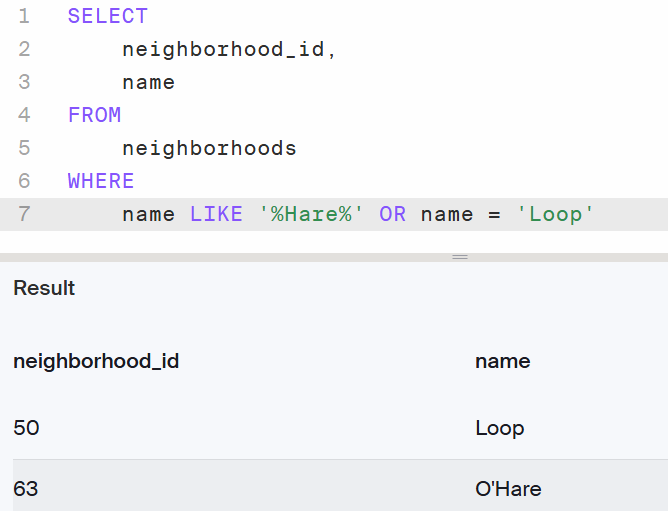 1 SELECT
2 neighborhood_id,
3 name
4 FROM
5 neighborhoods
6 WHERE
7 name LIKE '%Hare%' OR name = 'Loop'
Result
neighborhood_id name
50 Loop
63 O'Hare